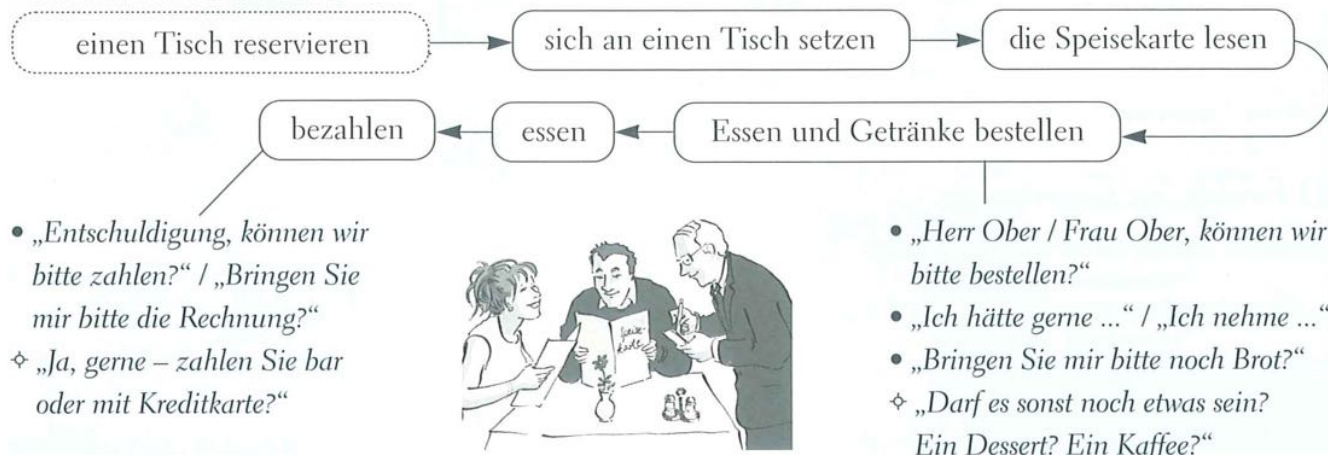 einen Tisch reservieren
sich an einen Tisch setzen
die Speisekarte lesen
Essen und Getränke bestellen
essen
bezahlen
• „Entschuldigung, können wir
bitte zahlen?“ / „Bringen Sie
mir bitte die Rechnung?“
✧ „Ja, gerne – zahlen Sie bar
oder mit Kreditkarte?“
Speise-
karte
• „Herr Ober / Frau Ober, können wir
bitte bestellen?“
• „Ich hätte gerne ...“ / „Ich nehme ...“
• „Bringen Sie mir bitte noch Brot?“
✧ „Darf es sonst noch etwas sein?
Ein Dessert? Ein Kaffee?“